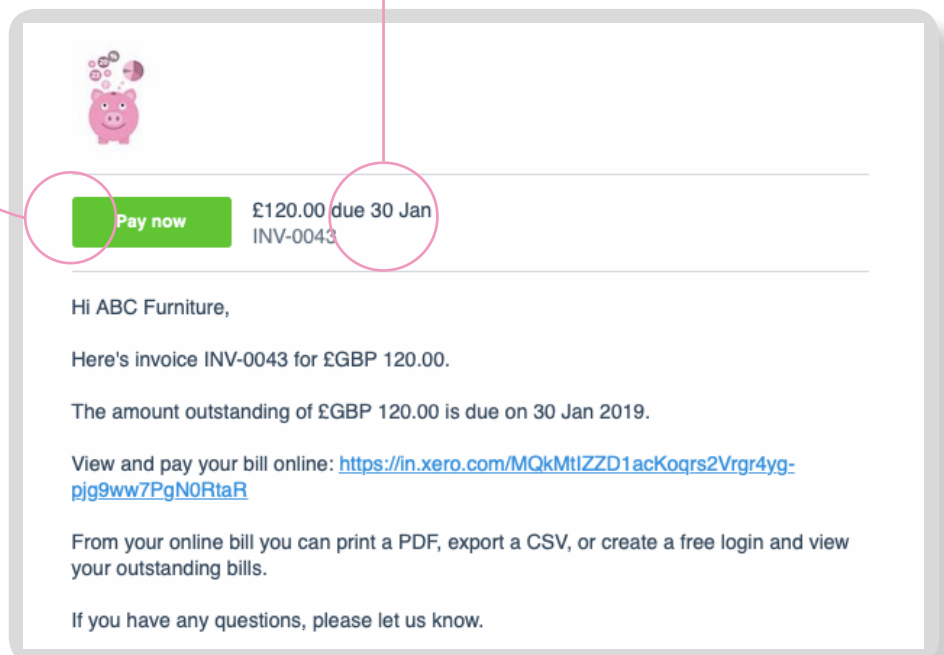 Pay now
£120.00 due 30 Jan
INV-0043
Hi ABC Furniture,
Here's invoice INV-0043 for £GBP 120.00.
The amount outstanding of £GBP 120.00 is due on 30 Jan 2019.
View and pay your bill online: https://in.xero.com/MQkMtIZZD1acKoqrs2Vrgr4yg-
pjg9ww7PgN0RtaR
From your online bill you can print a PDF, export a CSV, or create a free login and view
your outstanding bills.
If you have any questions, please let us know.